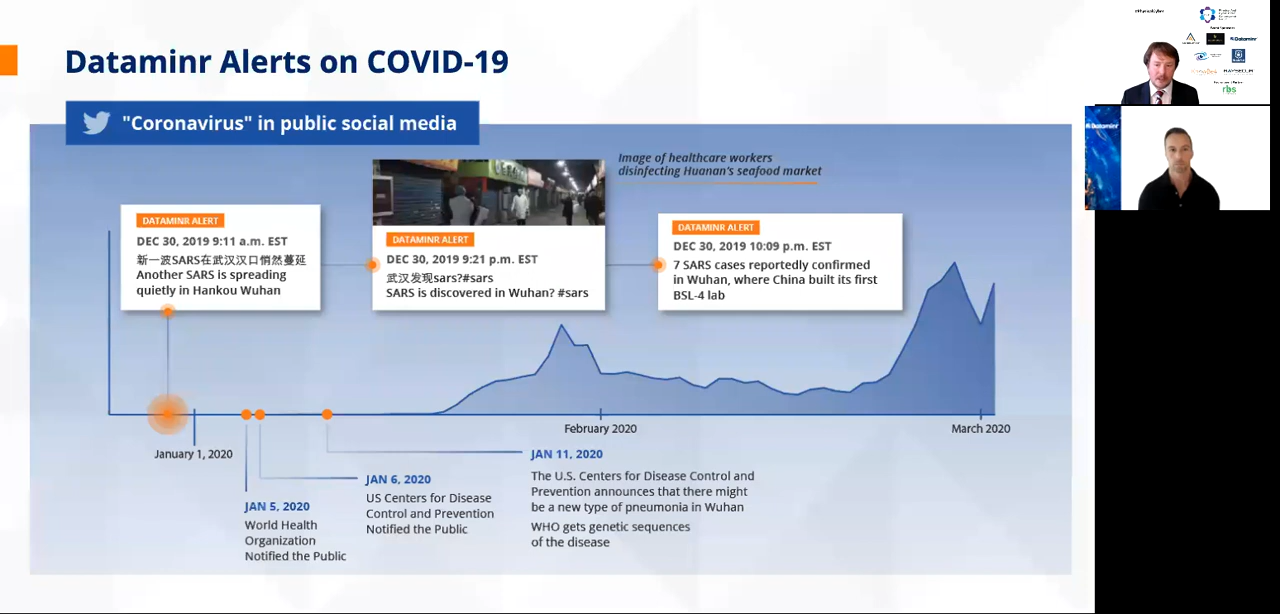 Dataminr Alerts on COVID-19
"Coronavirus" in public social media
Image of healthcare workers
disinfecting Huanan's seafood market
DATAMINR ALERT
DEC 30, 2019 9:11 a.m. EST
新一波SARS在武汉汉口悄然蔓延
Another SARS is spreading
quietly in Hankou Wuhan
DATAMINR ALERT
DEC 30, 2019 9:21 p.m. EST
武汉发现sars?#sars
SARS is discovered in Wuhan? #sars
DATAMINR ALERT
DEC 30, 2019 10:09 p.m. EST
7 SARS cases reportedly confirmed
in Wuhan, where China built its first
BSL-4 lab
January 1, 2020
February 2020
March 2020
JAN 5, 2020
World Health
Organization
Notified the Public
JAN 6, 2020
US Centers for Disease
Control and Prevention
Notified the Public
JAN 11, 2020
The U.S. Centers for Disease Control and
Prevention announces that there might
be a new type of pneumonia in Wuhan
WHO gets genetic sequences
of the disease
Dataminr
rbs
Dataminr